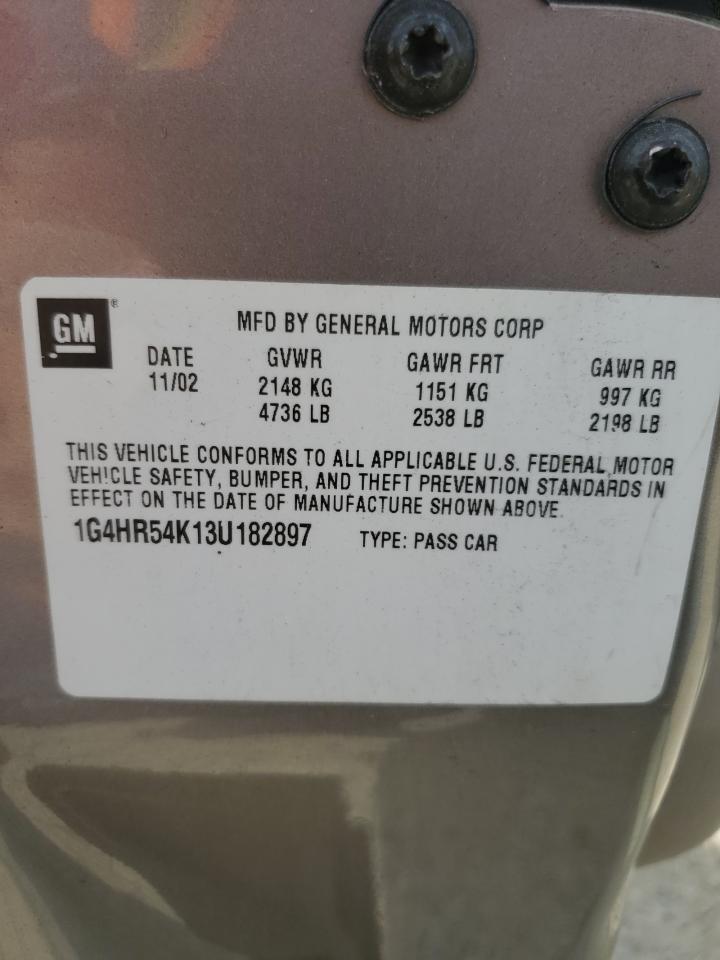 GM®
MFD BY GENERAL MOTORS CORP
DATE GVWR GAWR FRT GAWR RR
11/02 2148 KG 1151 KG 997 KG
4736 LB 2538 LB 2198 LB
THIS VEHICLE CONFORMS TO ALL APPLICABLE U.S. FEDERAL MOTOR
VEHICLE SAFETY, BUMPER, AND THEFT PREVENTION STANDARDS IN
EFFECT ON THE DATE OF MANUFACTURE SHOWN ABOVE.
1G4HR54K13U182897 TYPE: PASS CAR